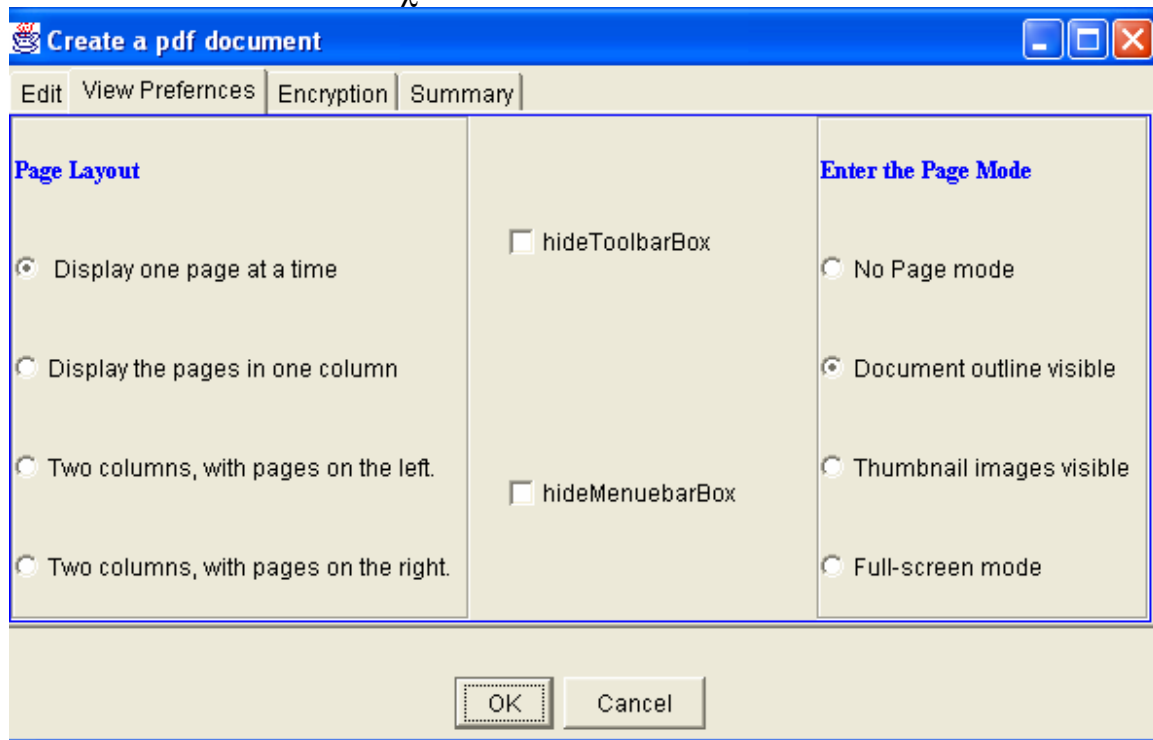 Create a pdf document
Edit View Prefernces Encryption Summary
Page Layout
Display one page at a time
Display the pages in one column
Two columns, with pages on the left.
Two columns, with pages on the right.
hideToolbarBox
hideMenuebarBox
Enter the Page Mode
No Page mode
Document outline visible
Thumbnail images visible
Full-screen mode
OK Cancel